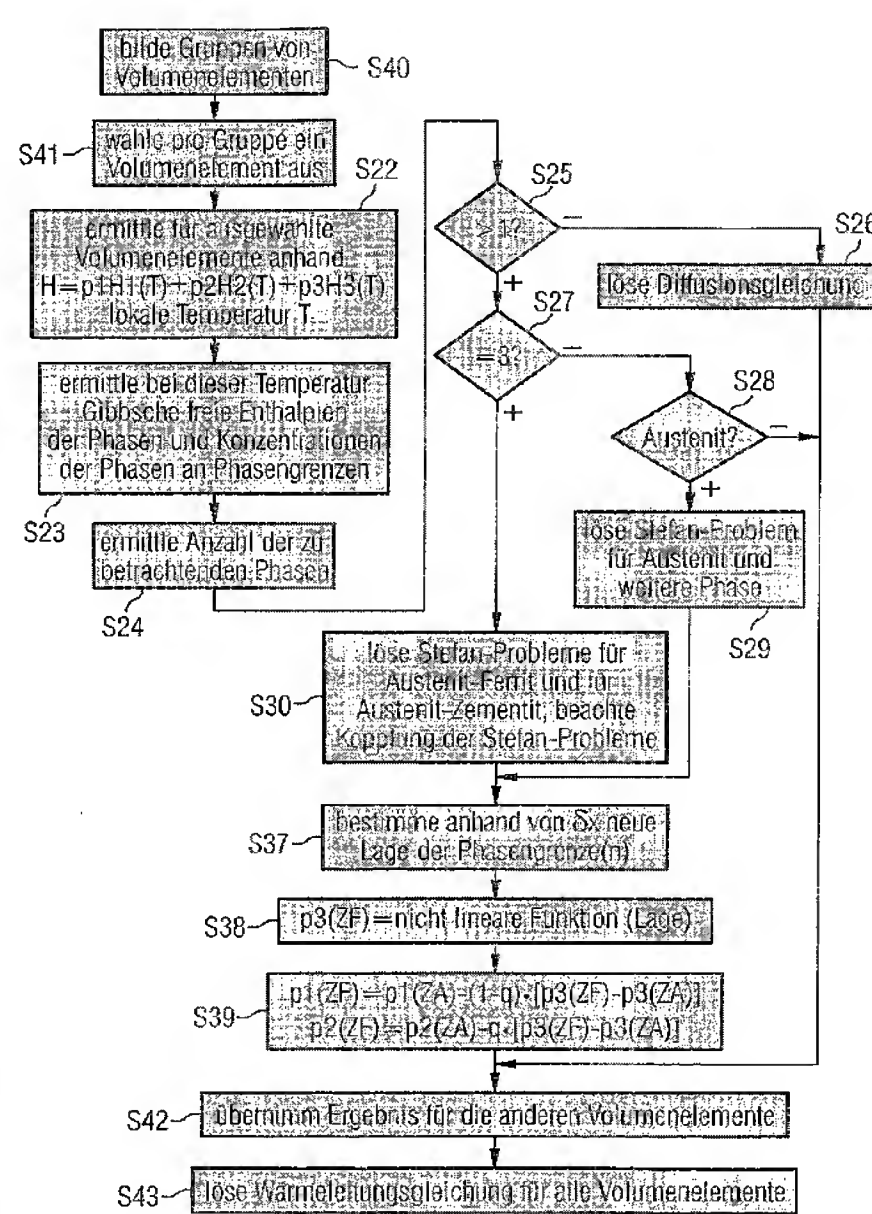 bilde Gruppen von
Volumenelementen
S40
S41
wähle pro Gruppe ein
Volumenelement aus
S22
ermittle für ausgewählte
Volumenelemente anhand
H=p1H1(T)+p2H2(T)+p3H3(T)
lokale Temperatur T
ermittle bei dieser Temperatur
Gibbsche freie Enthalpien
der Phasen und Konzentrationen
der Phasen an Phasengrenzen
S23
ermittle Anzahl der zu
betrachtenden Phasen
S24
S25
>1?
–
+
S26
löse Diffusionsgleichung
S27
=3?
–
+
S28
Austenit?
–
+
löse Stefan-Problem
für Austenit und
weitere Phase
S29
S30
löse Stefan-Probleme für
Austenit-Ferrit und für
Austenit-Zementit, beachte
Kopplung der Stefan-Probleme
S37
bestimme anhand von δx neue
Lage der Phasengrenze(n)
S38
p3(ZF)=nicht lineare Funktion (Lage)
S39
p1(ZF)=p1(ZA)-(1-q)·[p3(ZF)-p3(ZA)]
p2(ZF)=p2(ZA)-q·[p3(ZF)-p3(ZA)]
S42
übernimm Ergebnis für die anderen Volumenelemente
S43
löse Wärmeleitungsgleichung für alle Volumenelemente